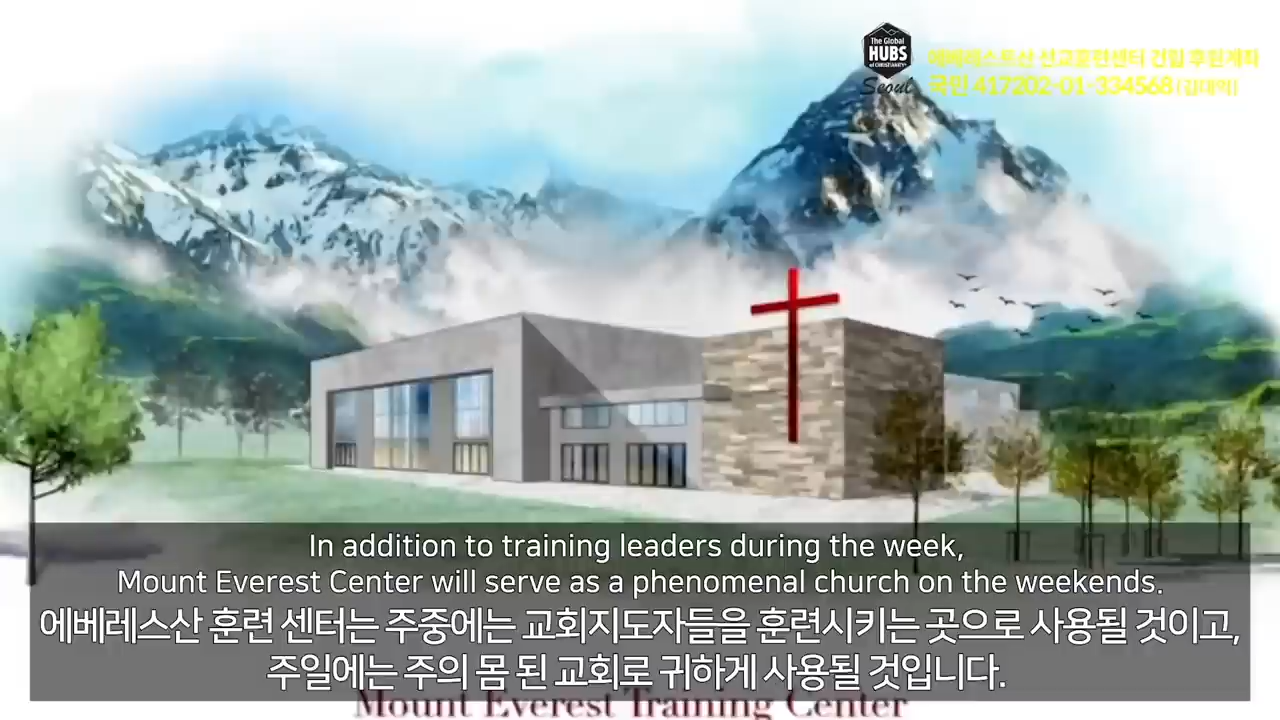 The Global
HUBS
of CHRISTIANITY
Seoul
에베레스트산 선교훈련센터 건립 후원계좌
국민 417202-01-334568 (김대혁)
In addition to training leaders during the week,
Mount Everest Center will serve as a phenomenal church on the weekends.
에베레스산 훈련 센터는 주중에는 교회지도자들을 훈련시키는 곳으로 사용될 것이고,
주일에는 주의 몸 된 교회로 귀하게 사용될 것입니다.
Mount Everest Training Center